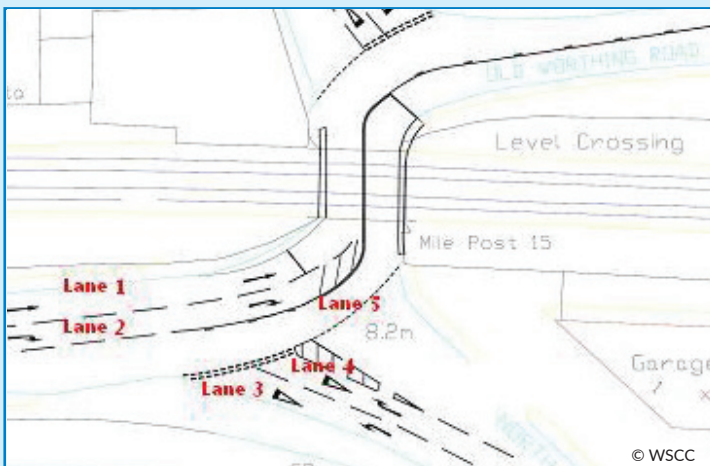 OLD WORTHING ROAD
Level Crossing
Mile Post 15
Lane 1
Lane 2
Lane 5
8.2m
Lane 4
Lane 3
Garage
© WSCC